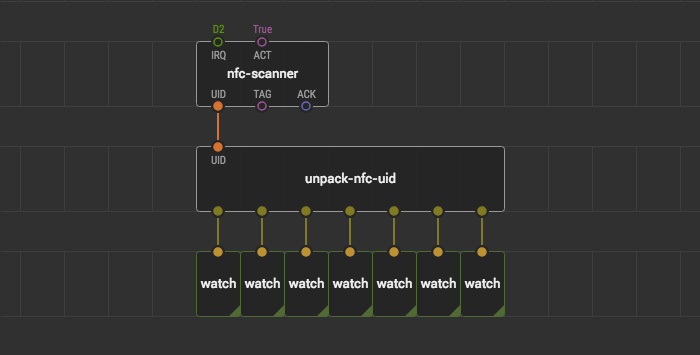 D2 True
IRQ ACT
nfc-scanner
UID TAG ACK
UID
unpack-nfc-uid
watch watch watch watch watch watch watch